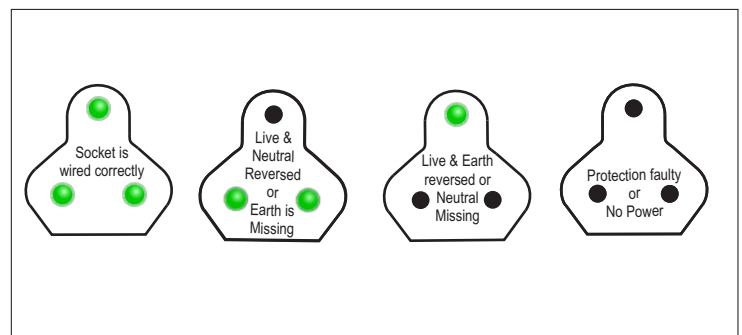 Socket is
wired correctly
Live &
Neutral
Reversed
or
Earth is
Missing
Live & Earth
reversed or
Neutral
Missing
Protection faulty
or
No Power